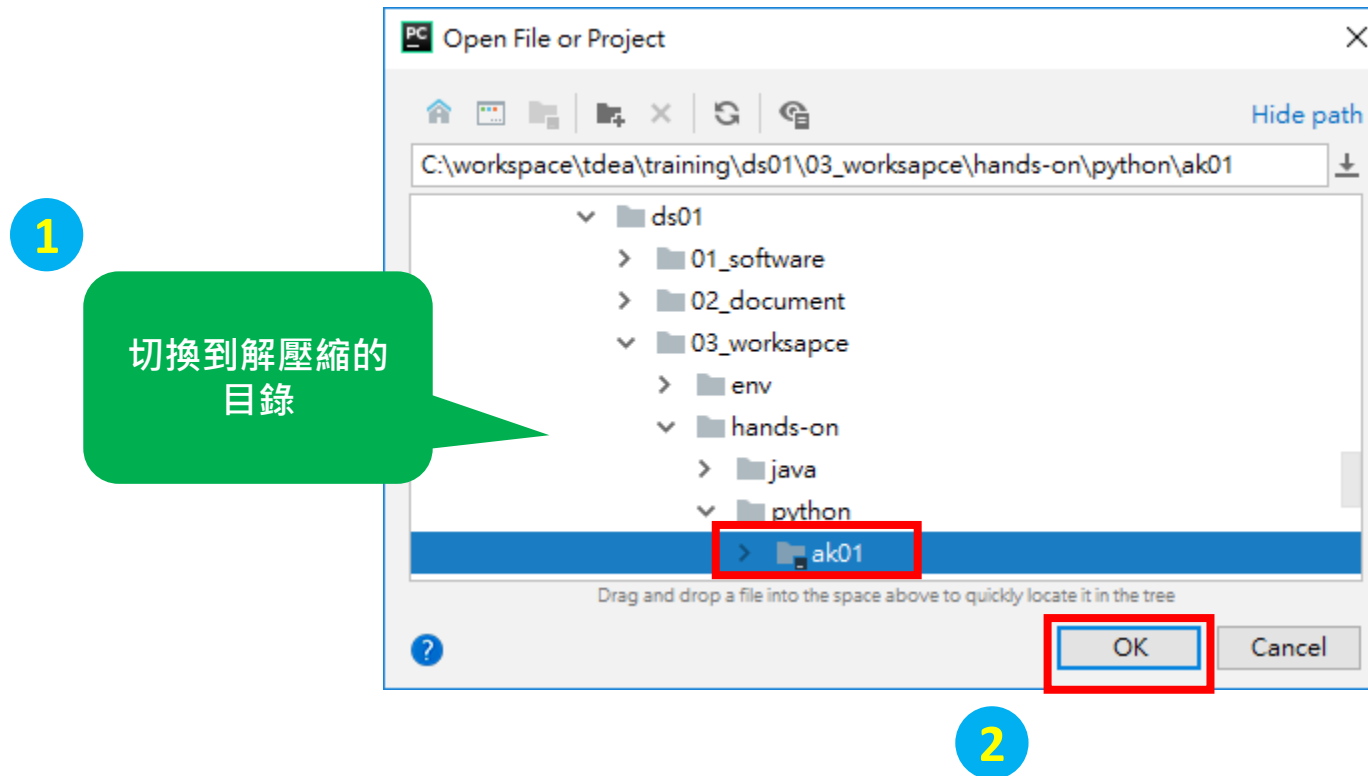 PC Open File or Project
Hide path
C:\workspace\tdea\training\ds01\03_worksapce\hands-on\python\ak01
1
ds01
01_software
02_document
切換到解壓縮的
目錄
03_worksapce
env
hands-on
java
python
ak01
Drag and drop a file into the space above to quickly locate it in the tree
?
OK Cancel
2